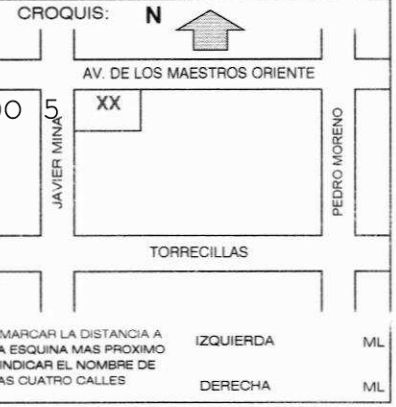 CROQUIS: N
AV. DE LOS MAESTROS ORIENTE
5
XX
JAVIER MINA
PEDRO MORENO
TORRECILLAS
MARCAR LA DISTANCIA A
A ESQUINA MAS PROXIMO
INDICAR EL NOMBRE DE
AS CUATRO CALLES
IZQUIERDA ML
DERECHA ML